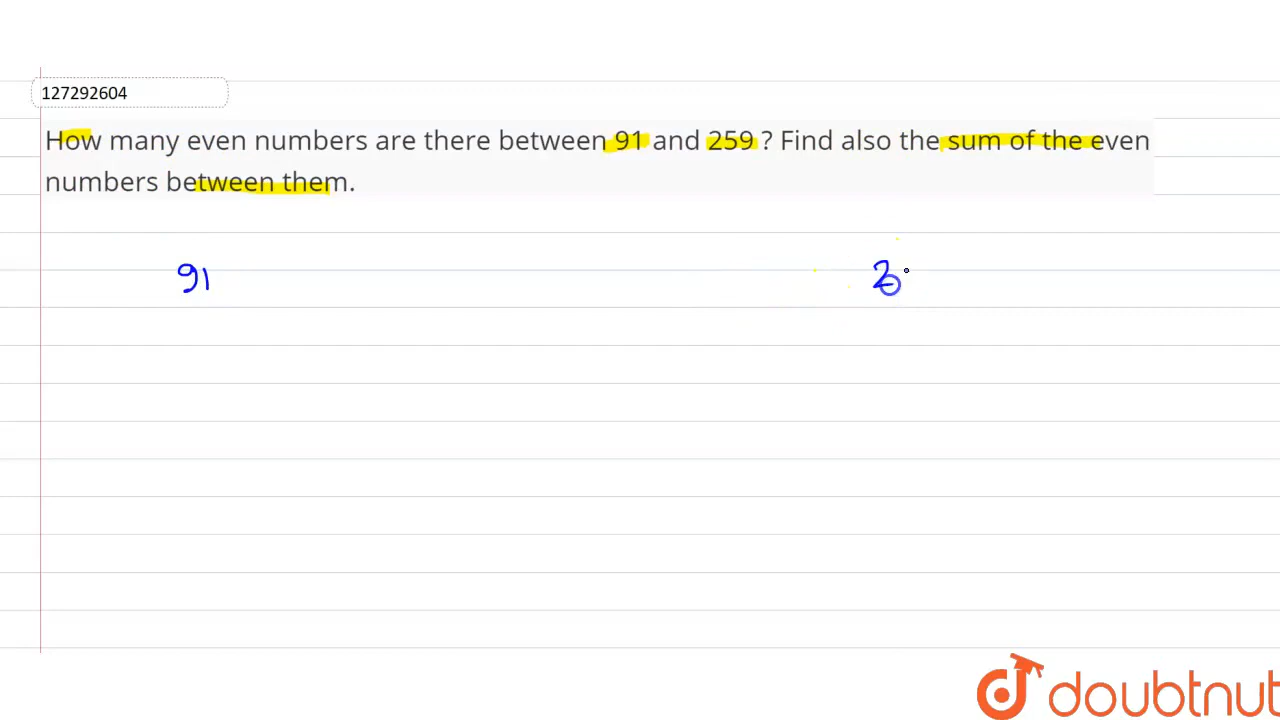 127292604
How many even numbers are there between 91 and 259 ? Find also the sum of the even
numbers between them.
91
doubtnut